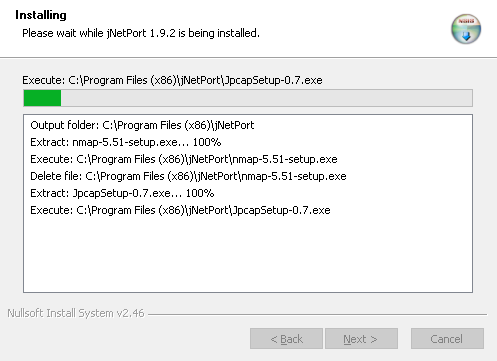 Installing
Please wait while jNetPort 1.9.2 is being installed.
Execute: C:\Program Files (x86)\jNetPort\JpcapSetup-0.7.exe
Output folder: C:\Program Files (x86)\jNetPort
Extract: nmap-5.51-setup.exe... 100%
Execute: C:\Program Files (x86)\jNetPort\nmap-5.51-setup.exe
Delete file: C:\Program Files (x86)\jNetPort\nmap-5.51-setup.exe
Extract: JpcapSetup-0.7.exe... 100%
Execute: C:\Program Files (x86)\jNetPort\JpcapSetup-0.7.exe
Nullsoft Install System v2.46
< Back Next > Cancel